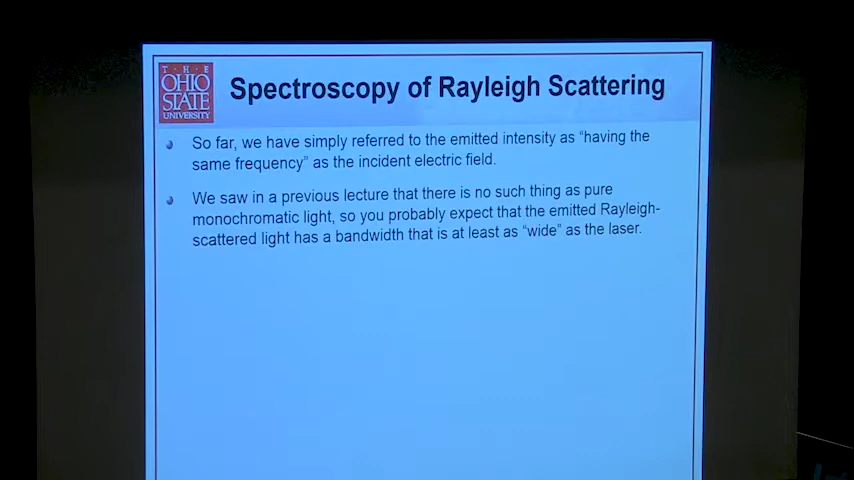 T · H · E
OHIO
STATE
UNIVERSITY
Spectroscopy of Rayleigh Scattering
So far, we have simply referred to the emitted intensity as “having the
same frequency” as the incident electric field.
We saw in a previous lecture that there is no such thing as pure
monochromatic light, so you probably expect that the emitted Rayleigh-
scattered light has a bandwidth that is at least as “wide” as the laser.